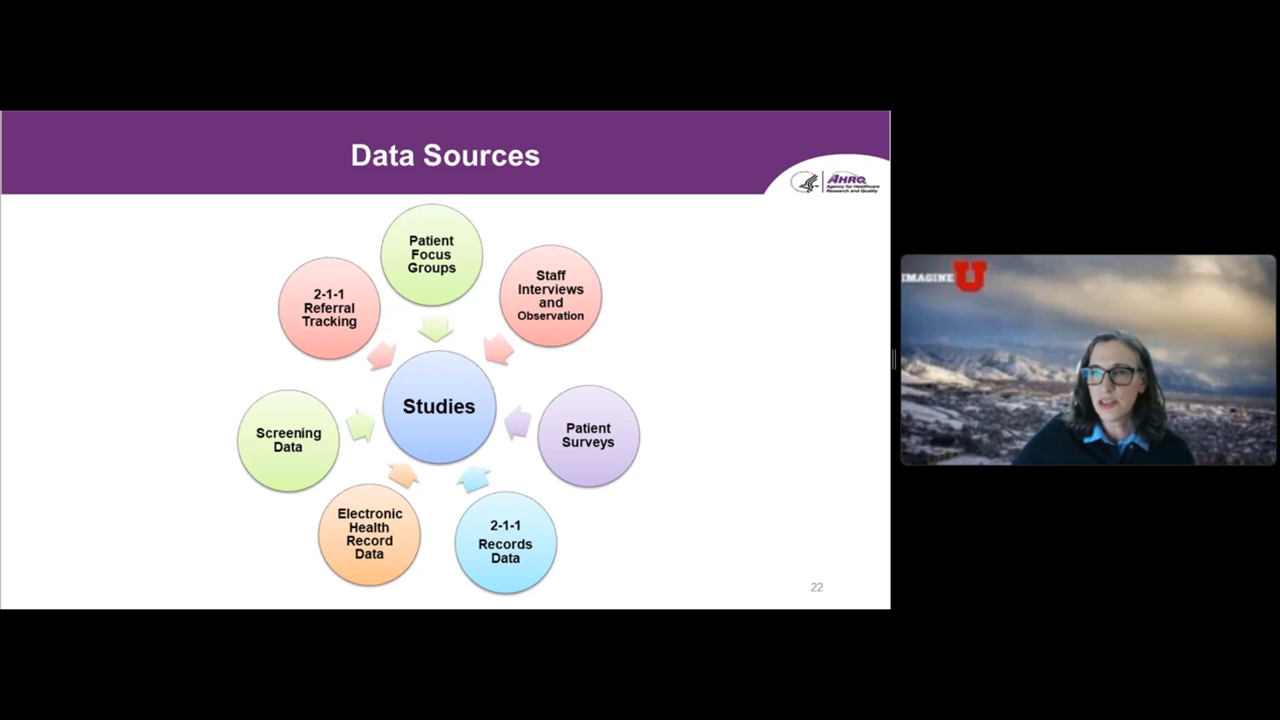 Data Sources
AHRQ
Agency for Healthcare
Research and Quality
Patient
Focus
Groups
Staff
Interviews
and
Observation
2-1-1
Referral
Tracking
Studies
Screening
Data
Patient
Surveys
Electronic
Health
Record
Data
2-1-1
Records
Data
22
IMAGINE U